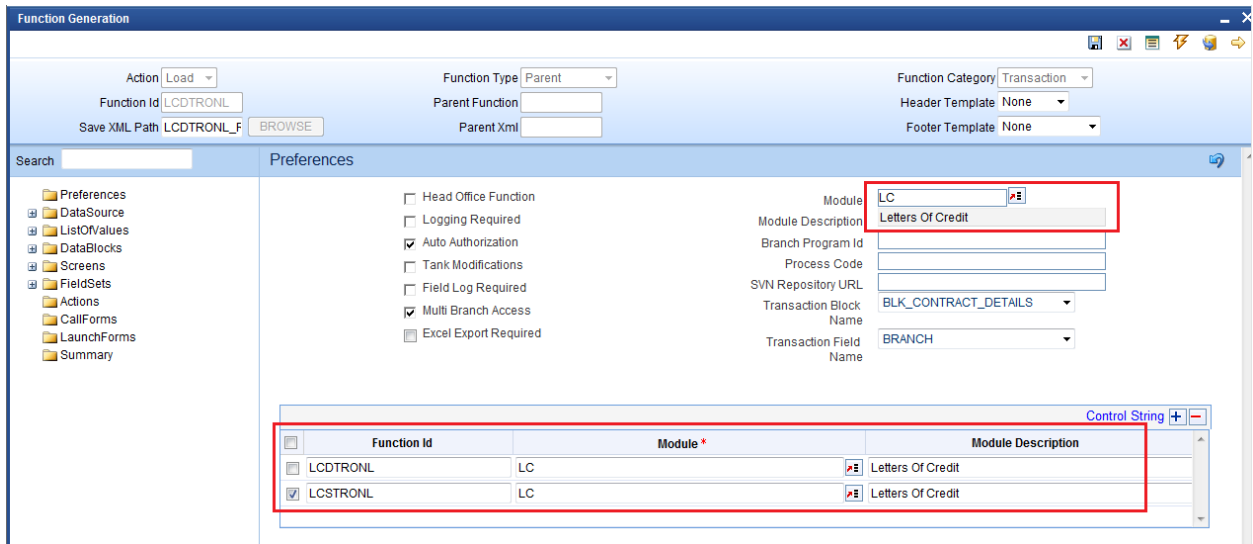 Function Generation
Action Load Function Type Parent Function Category Transaction
Function Id LCDTRONL Parent Function Header Template None
Save XML Path LCDTRONL_F BROWSE Parent Xml Footer Template None
Search Preferences
Preferences
DataSource
ListOfValues
DataBlocks
Screens
FieldSets
Actions
CallForms
LaunchForms
Summary
Head Office Function
Logging Required
Auto Authorization
Tank Modifications
Field Log Required
Multi Branch Access
Excel Export Required
Module LC
Module Description Letters Of Credit
Branch Program Id
Process Code
SVN Repository URL
Transaction Block BLK_CONTRACT_DETAILS
Name
Transaction Field BRANCH
Name
Control String
Function Id Module * Module Description
LCDTRONL LC Letters Of Credit
LCSTRONL LC Letters Of Credit